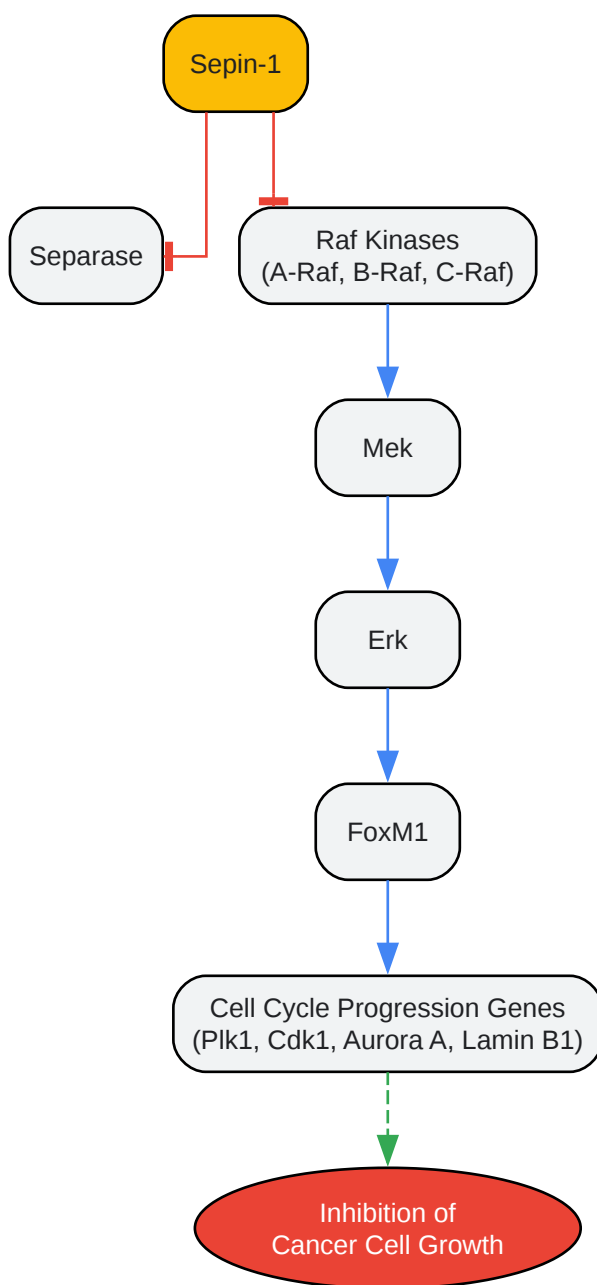 Sepin-1
Separase
Raf Kinases
(A-Raf, B-Raf, C-Raf)
Mek
Erk
FoxM1
Cell Cycle Progression Genes
(Plk1, Cdk1, Aurora A, Lamin B1)
Inhibition of
Cancer Cell Growth